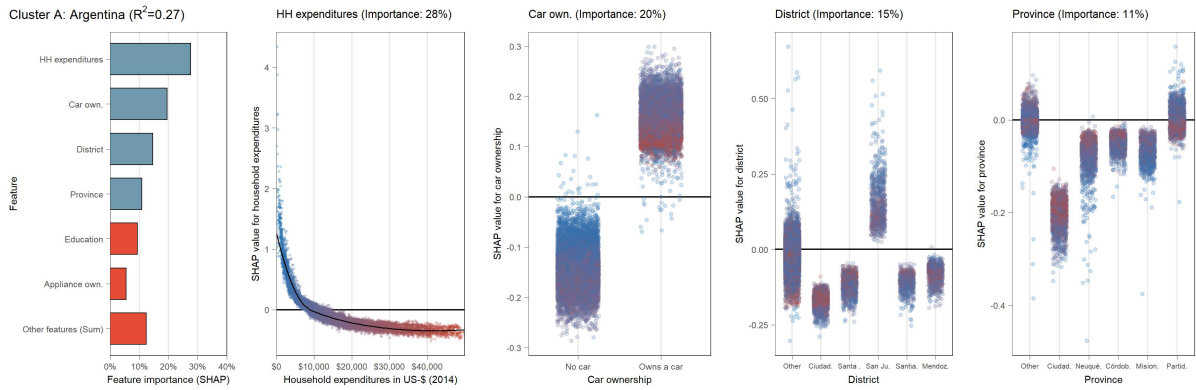 Cluster A: Argentina (R²=0.27)
Feature
HH expenditures
Car own.
District
Province
Education
Appliance own.
Other features (Sum)
0% 10% 20% 30% 40%
Feature importance (SHAP)
HH expenditures (Importance: 28%)
SHAP value for household expenditures
4
3
2
1
0
$0 $10,000 $20,000 $30,000 $40,000
Household expenditures in US-$ (2014)
Car own. (Importance: 20%)
SHAP value for car ownership
0.3
0.2
0.1
0.0
-0.1
-0.2
-0.3
No car Owns a car
Car ownership
District (Importance: 15%)
SHAP value for district
0.50
0.25
0.00
-0.25
Other Ciudad. Santa . San Ju. Santia. Mendoz.
District
Province (Importance: 11%)
SHAP value for province
0.0
-0.2
-0.4
Other Ciudad. Neuqué. Córdob. Mision. Partid.
Province